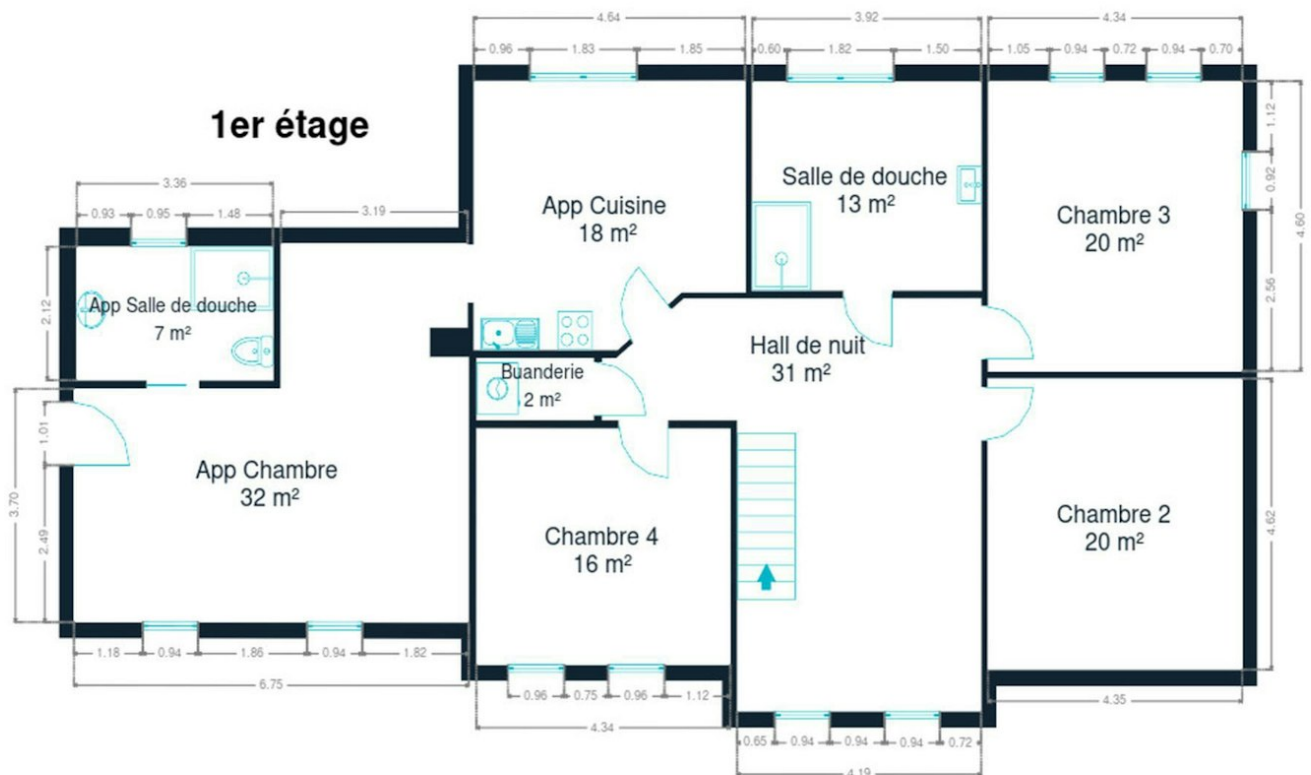 4.64
3.92
4.34
0.96
1.83
1.85
0.60
1.82
1.50
1.05
0.94
0.72
0.94
0.70
1er étage
1.12
0.92
2.56
4.60
3.36
0.93
0.95
1.48
3.19
2.12
App Salle de douche
7 m²
App Cuisine
18 m²
Salle de douche
13 m²
Chambre 3
20 m²
Hall de nuit
31 m²
Buanderie
2 m²
1.01
3.70
2.49
App Chambre
32 m²
Chambre 4
16 m²
Chambre 2
20 m²
4.62
1.18
0.94
1.86
0.94
1.82
6.75
0.96
0.75
0.96
1.12
4.34
4.35
0.65
0.94
0.94
0.94
0.72
4.19